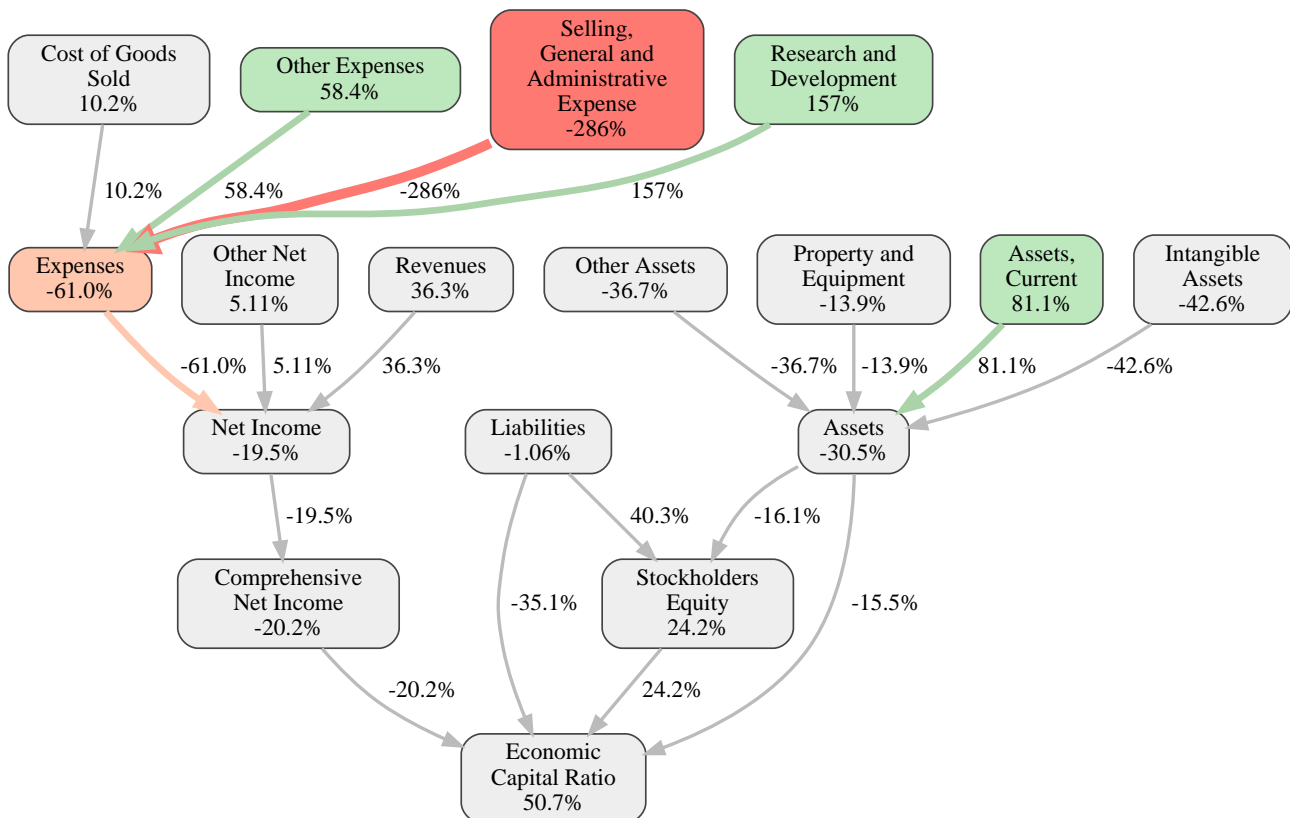 Cost of Goods
Sold
10.2%
Other Expenses
58.4%
Selling,
General and
Administrative
Expense
-286%
Research and
Development
157%
10.2%
58.4%
-286%
157%
Expenses
-61.0%
Other Net
Income
5.11%
Revenues
36.3%
Other Assets
-36.7%
Property and
Equipment
-13.9%
Assets,
Current
81.1%
Intangible
Assets
-42.6%
-61.0%
5.11%
36.3%
-36.7%
-13.9%
81.1%
-42.6%
Net Income
-19.5%
Liabilities
-1.06%
Assets
-30.5%
-19.5%
40.3%
-16.1%
Comprehensive
Net Income
-20.2%
-35.1%
Stockholders
Equity
24.2%
-15.5%
-20.2%
24.2%
Economic
Capital Ratio
50.7%